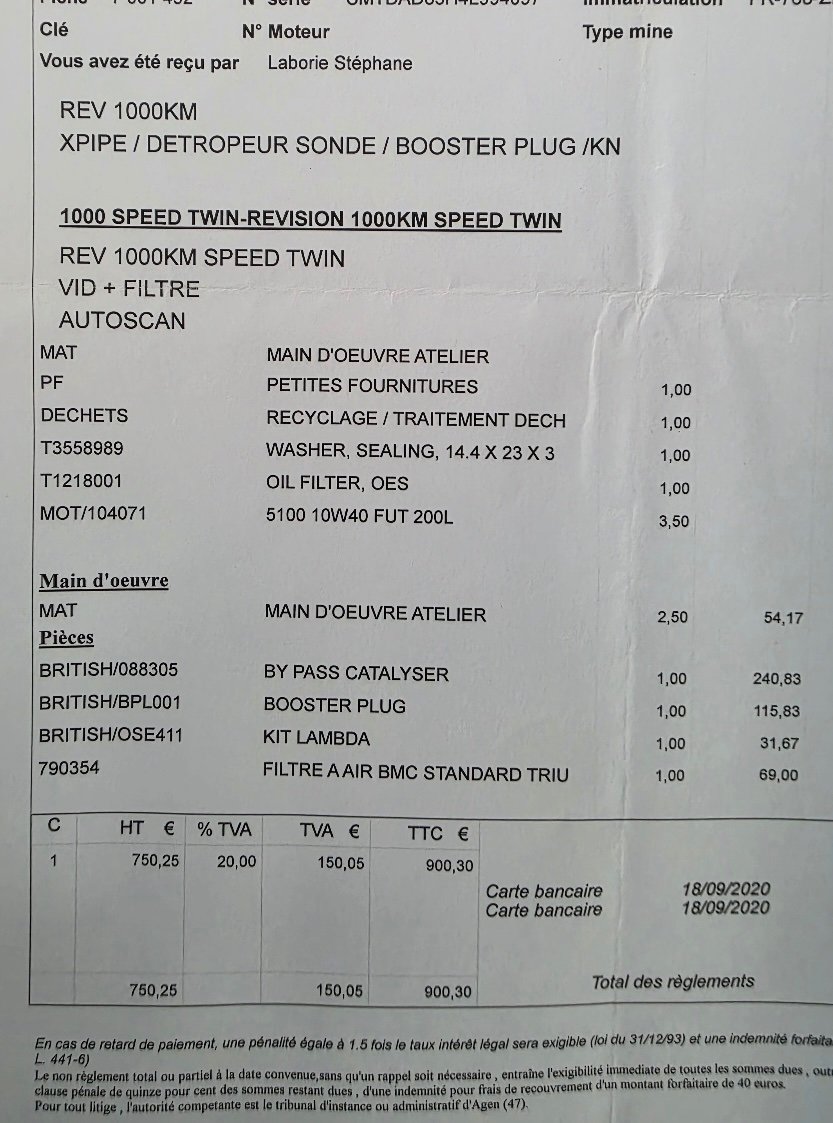 N° série
Clé N° Moteur Type mine
Vous avez été reçu par Laborie Stéphane
REV 1000KM
XPIPE / DETROPEUR SONDE / BOOSTER PLUG /KN
1000 SPEED TWIN-REVISION 1000KM SPEED TWIN
REV 1000KM SPEED TWIN
VID + FILTRE
AUTOSCAN
MAT MAIN D'OEUVRE ATELIER
PF PETITES FOURNITURES 1,00
DECHETS RECYCLAGE / TRAITEMENT DECH 1,00
T3558989 WASHER, SEALING, 14.4 X 23 X 3 1,00
T1218001 OIL FILTER, OES 1,00
MOT/104071 5100 10W40 FUT 200L 3,50
Main d'oeuvre
MAT MAIN D'OEUVRE ATELIER 2,50 54,17
Pièces
BRITISH/088305 BY PASS CATALYSER 1,00 240,83
BRITISH/BPL001 BOOSTER PLUG 1,00 115,83
BRITISH/OSE411 KIT LAMBDA 1,00 31,67
790354 FILTRE A AIR BMC STANDARD TRIU 1,00 69,00
C HT € % TVA TVA € TTC €
1 750,25 20,00 150,05 900,30
Carte bancaire 18/09/2020
Carte bancaire 18/09/2020
750,25 150,05 900,30 Total des règlements
En cas de retard de paiement, une pénalité égale à 1.5 fois le taux intérêt légal sera exigible (loi du 31/12/93) et une indemnité forfaita
L. 441-6)
Le non règlement total ou partiel à la date convenue,sans qu'un rappel soit nécessaire , entraîne l'exigibilité immediate de toutes les sommes dues , outr
clause pénale de quinze pour cent des sommes restant dues , d'une indemnité pour frais de recouvrement d'un montant forfaitaire de 40 euros.
Pour tout litige , l'autorité competante est le tribunal d'instance ou administratif d'Agen (47).